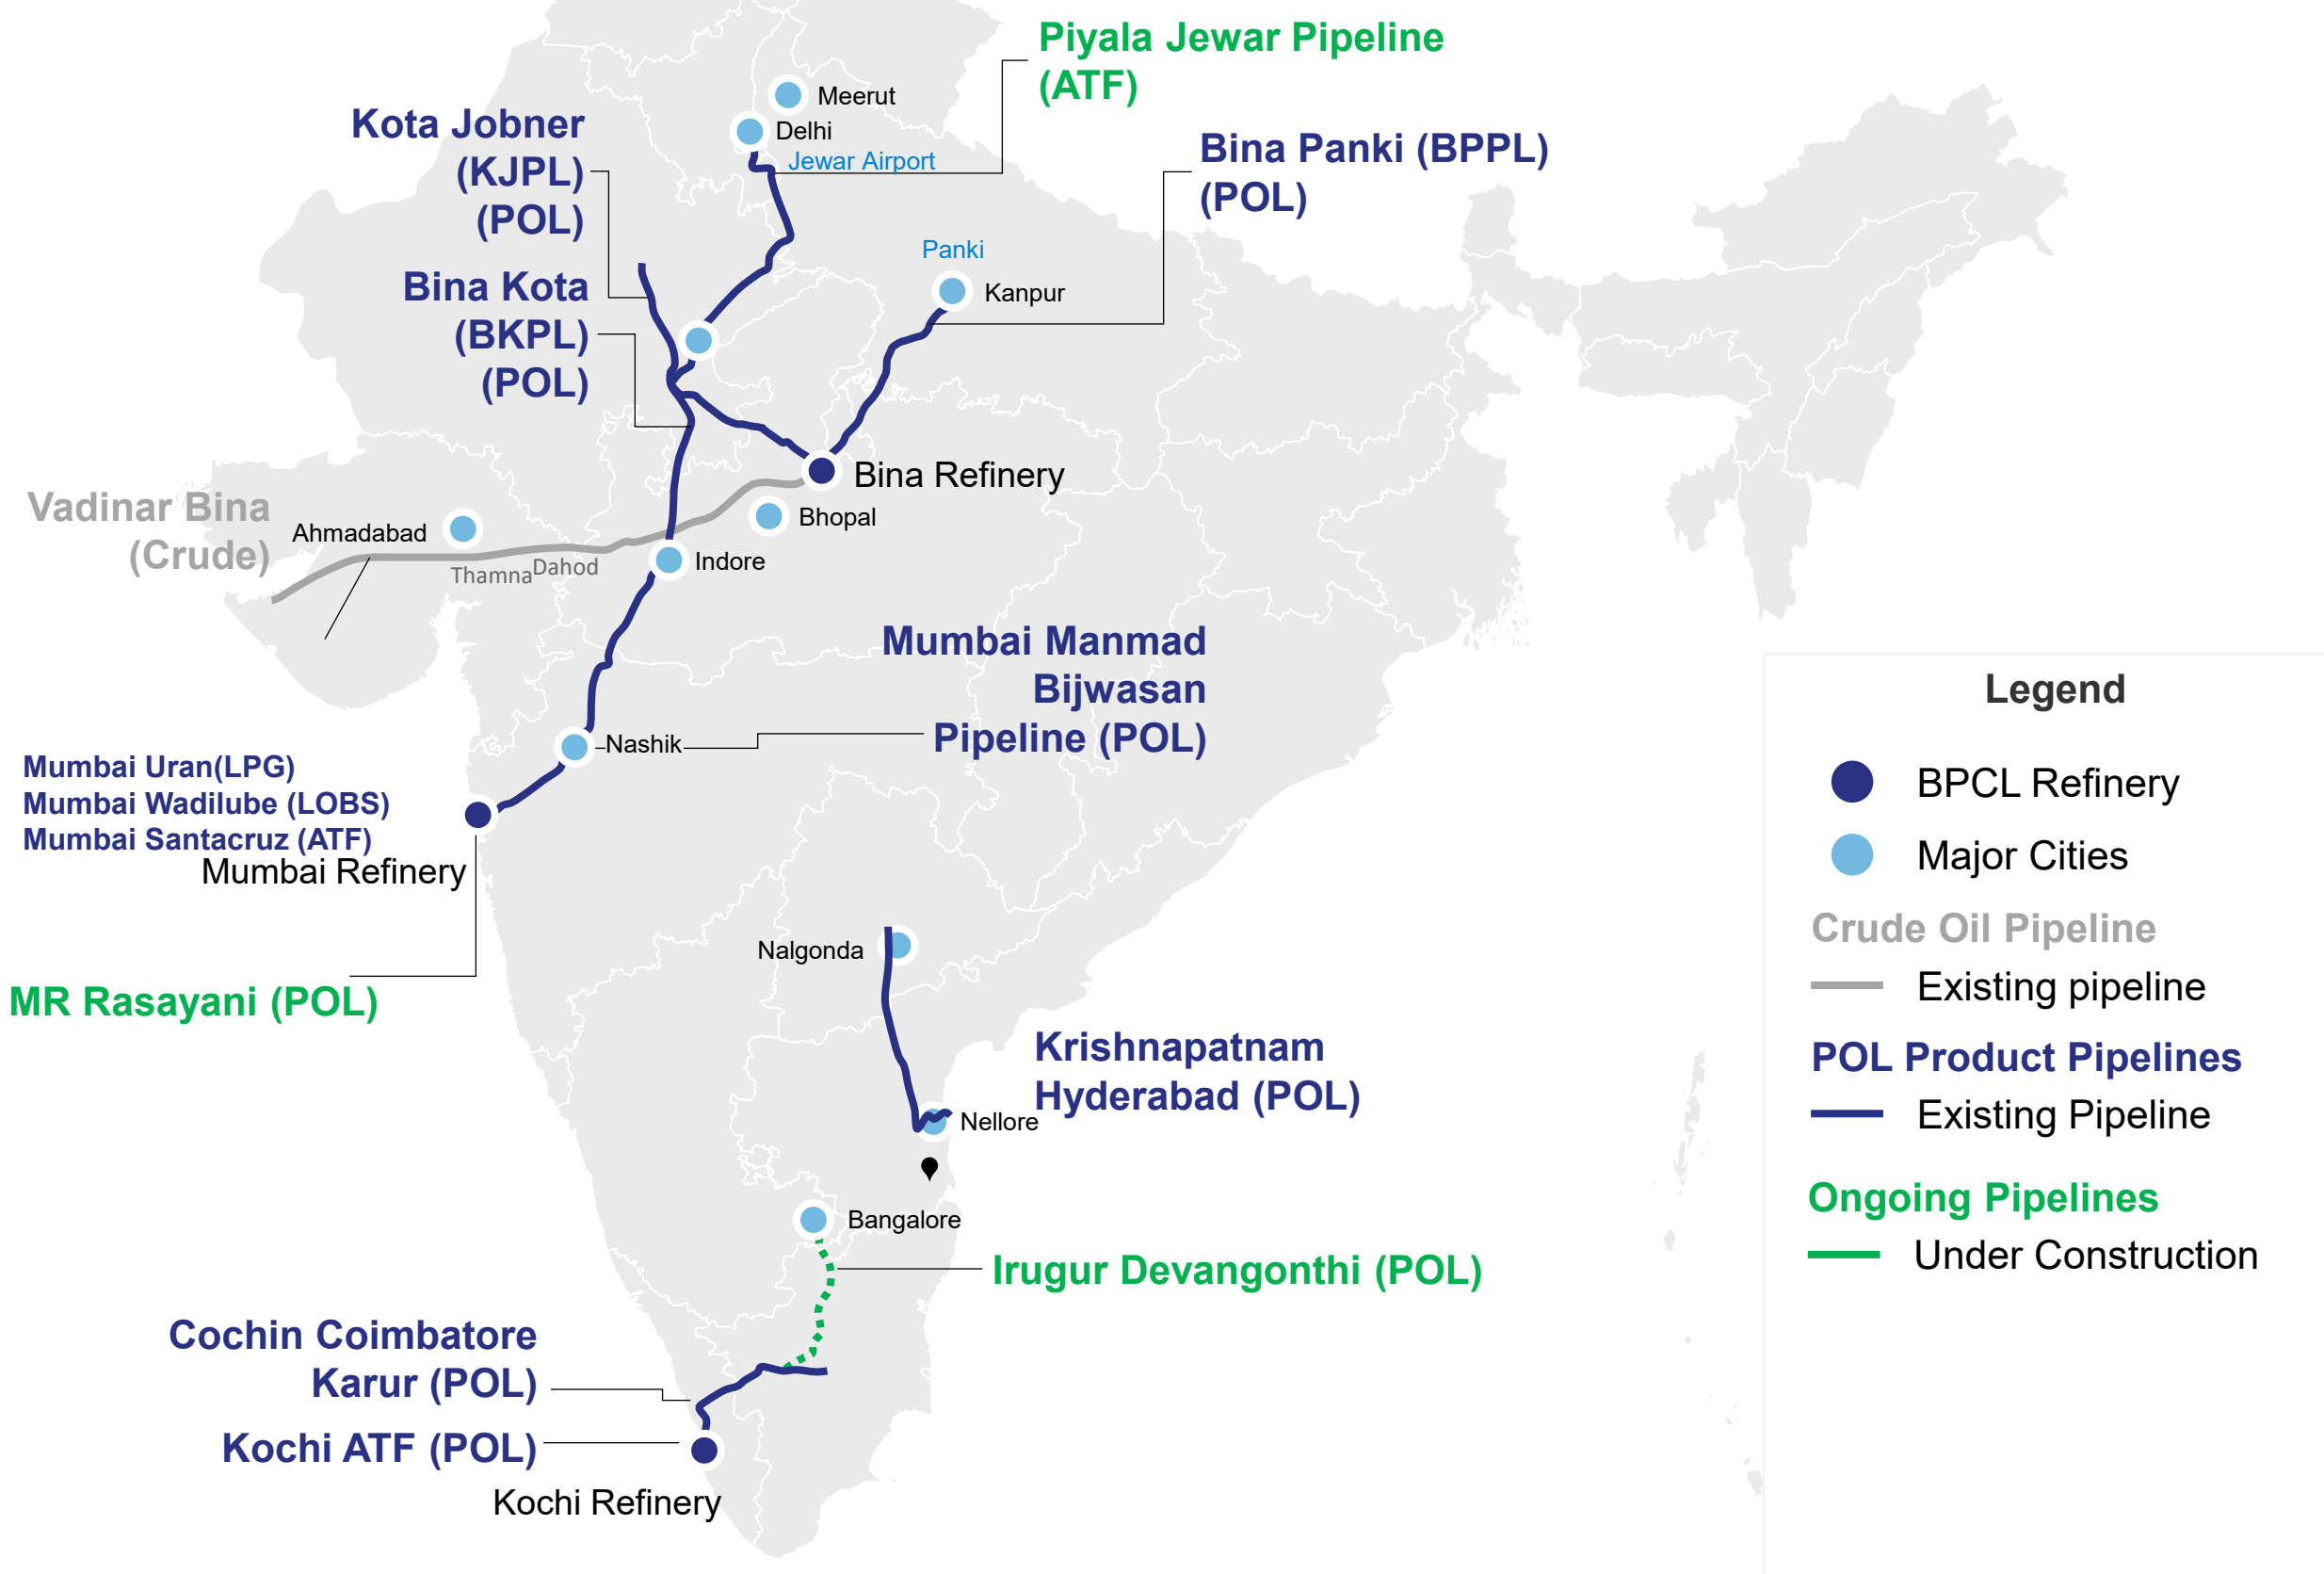 Piyala Jewar Pipeline
(ATF)
Meerut
Delhi
Jewar Airport
Kota Jobner
(KJPL)
(POL)
Bina Panki (BPPL)
(POL)
Panki
Kanpur
Bina Kota
(BKPL)
(POL)
Bina Refinery
Vadinar Bina
(Crude)
Ahmadabad
Bhopal
Indore
Thamna
Dahod
Mumbai Manmad
Bijwasan
Pipeline (POL)
Nashik
Mumbai Uran(LPG)
Mumbai Wadilube (LOBS)
Mumbai Santacruz (ATF)
Mumbai Refinery
MR Rasayani (POL)
Nalgonda
Krishnapatnam
Hyderabad (POL)
Nellore
Bangalore
Irugur Devangonthi (POL)
Cochin Coimbatore
Karur (POL)
Kochi ATF (POL)
Kochi Refinery
Legend
BPCL Refinery
Major Cities
Crude Oil Pipeline
Existing pipeline
POL Product Pipelines
Existing Pipeline
Ongoing Pipelines
Under Construction